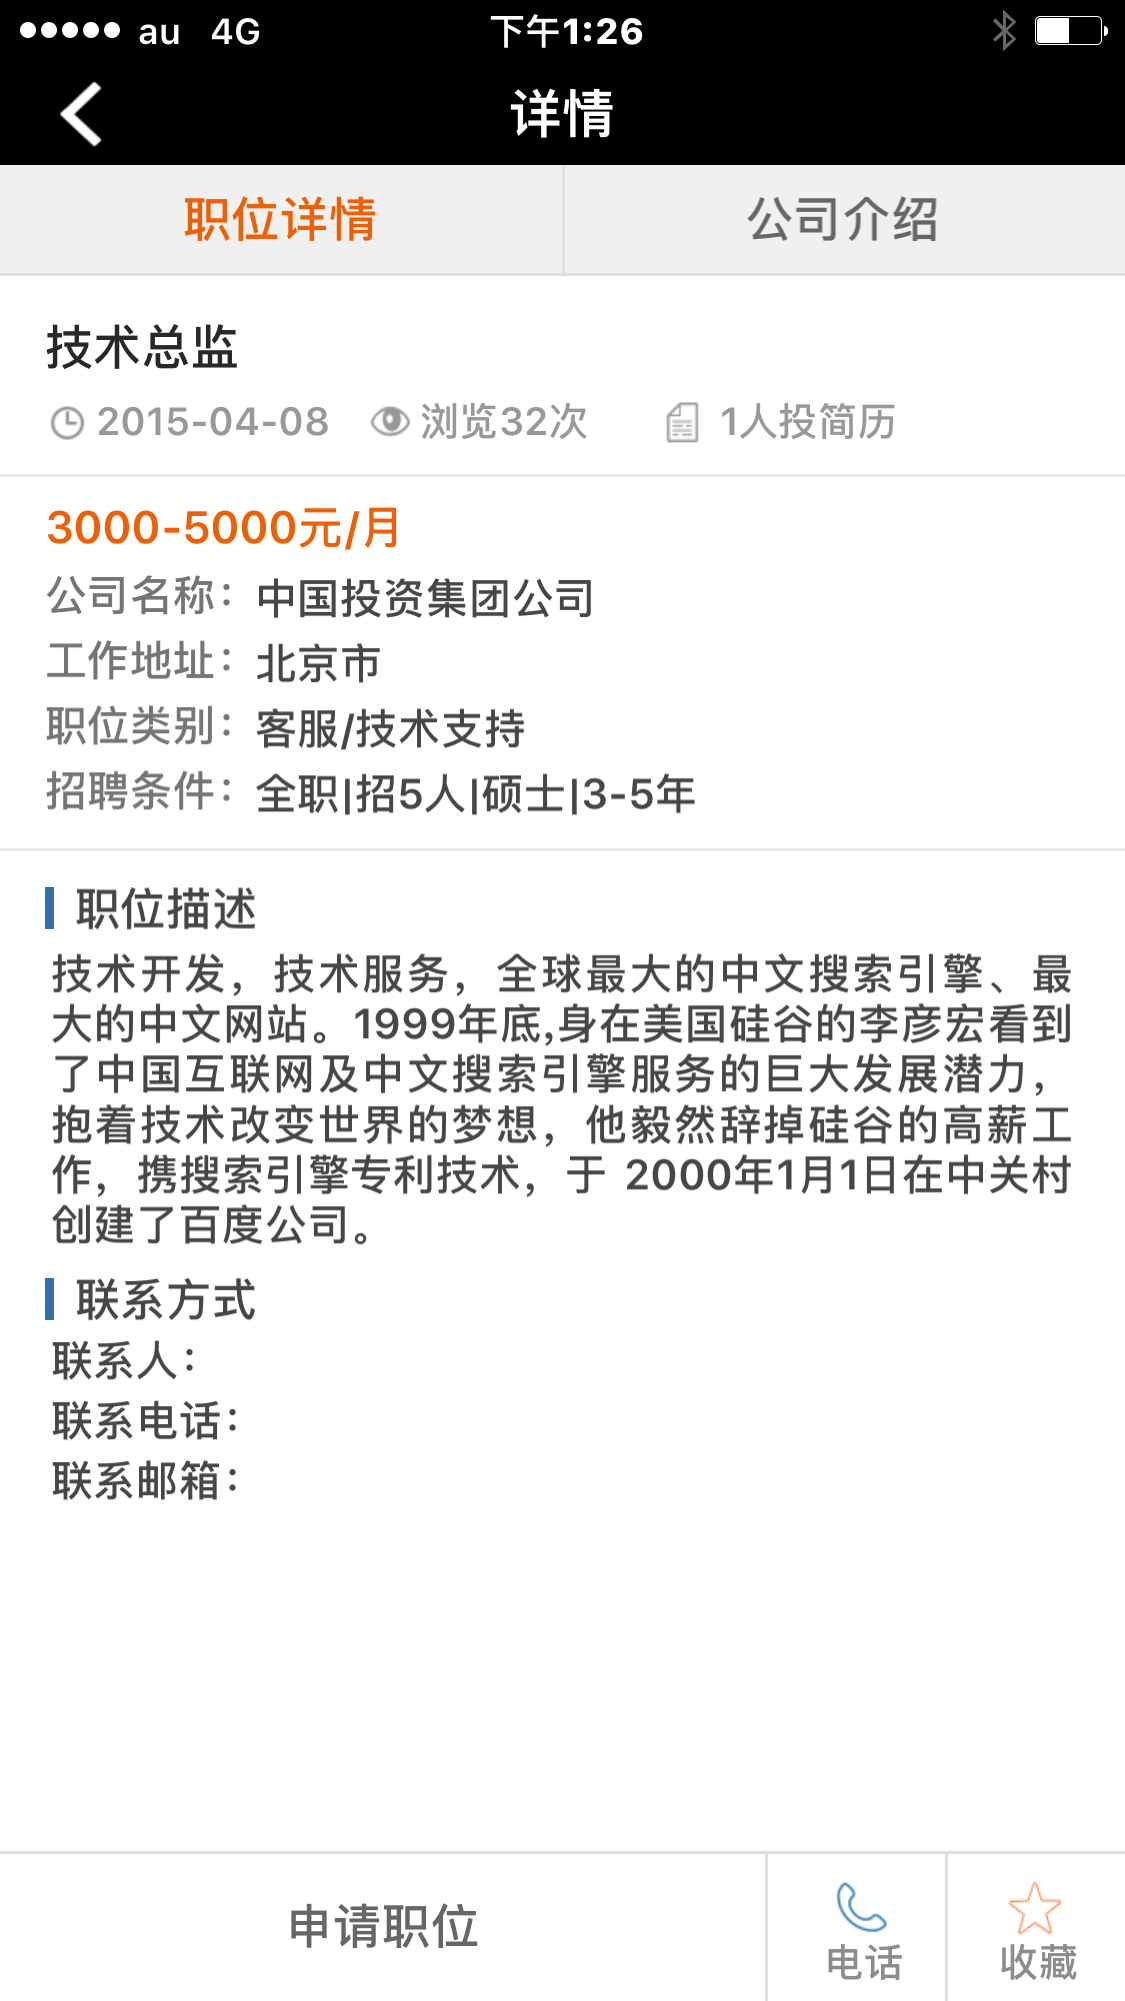 au 4G 下午1:26
详情
职位详情 公司介绍
技术总监
2015-04-08 浏览32次 1人投简历
3000-5000元/月
公司名称：中国投资集团公司
工作地址：北京市
职位类别：客服/技术支持
招聘条件：全职|招5人|硕士|3-5年
职位描述
技术开发，技术服务，全球最大的中文搜索引擎、最
大的中文网站。1999年底,身在美国硅谷的李彦宏看到
了中国互联网及中文搜索引擎服务的巨大发展潜力，
抱着技术改变世界的梦想，他毅然辞掉硅谷的高薪工
作，携搜索引擎专利技术，于 2000年1月1日在中关村
创建了百度公司。
联系方式
联系人：
联系电话：
联系邮箱：
申请职位 电话 收藏